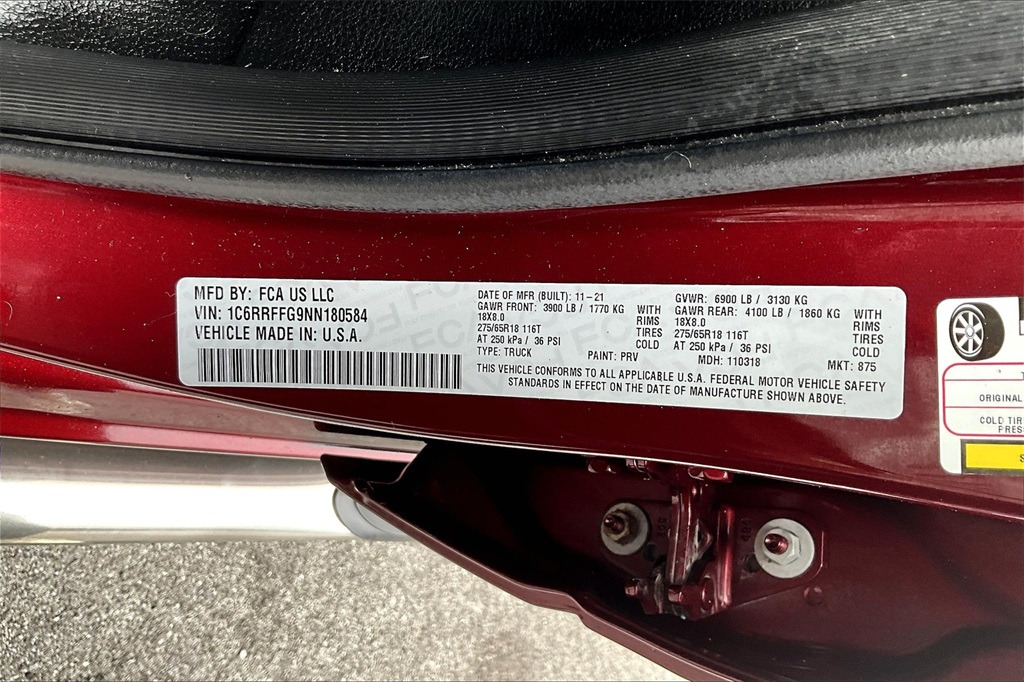 MFD BY: FCA US LLC
VIN: 1C6RRFFG9NN180584
VEHICLE MADE IN: U.S.A.
DATE OF MFR (BUILT): 11-21
GAWR FRONT: 3900 LB / 1770 KG WITH
18X8.0 RIMS
275/65R18 116T TIRES
AT 250 kPa / 36 PSI COLD
TYPE: TRUCK PAINT: PRV
GVWR: 6900 LB / 3130 KG
GAWR REAR: 4100 LB / 1860 KG WITH
18X8.0 RIMS
275/65R18 116T TIRES
AT 250 kPa / 36 PSI COLD
MDH: 110318 MKT: 875
THIS VEHICLE CONFORMS TO ALL APPLICABLE U.S.A. FEDERAL MOTOR VEHICLE SAFETY
STANDARDS IN EFFECT ON THE DATE OF MANUFACTURE SHOWN ABOVE.
ORIGINAL
COLD TIR
PRES